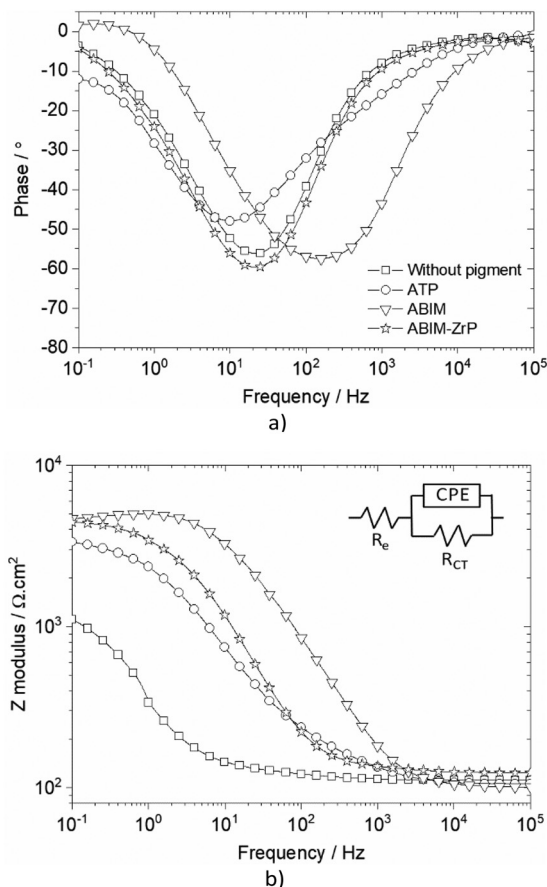 0
-10
-20
-30
-40
-50
-60
-70
-80
Phase / °
Without pigment
ATP
ABIM
ABIM-ZrP
10-1 100 101 102 103 104 105
Frequency / Hz
a)
104
103
102
Z modulus / Ω.cm2
CPE
Re
RCT
10-1 100 101 102 103 104 105
Frequency / Hz
b)